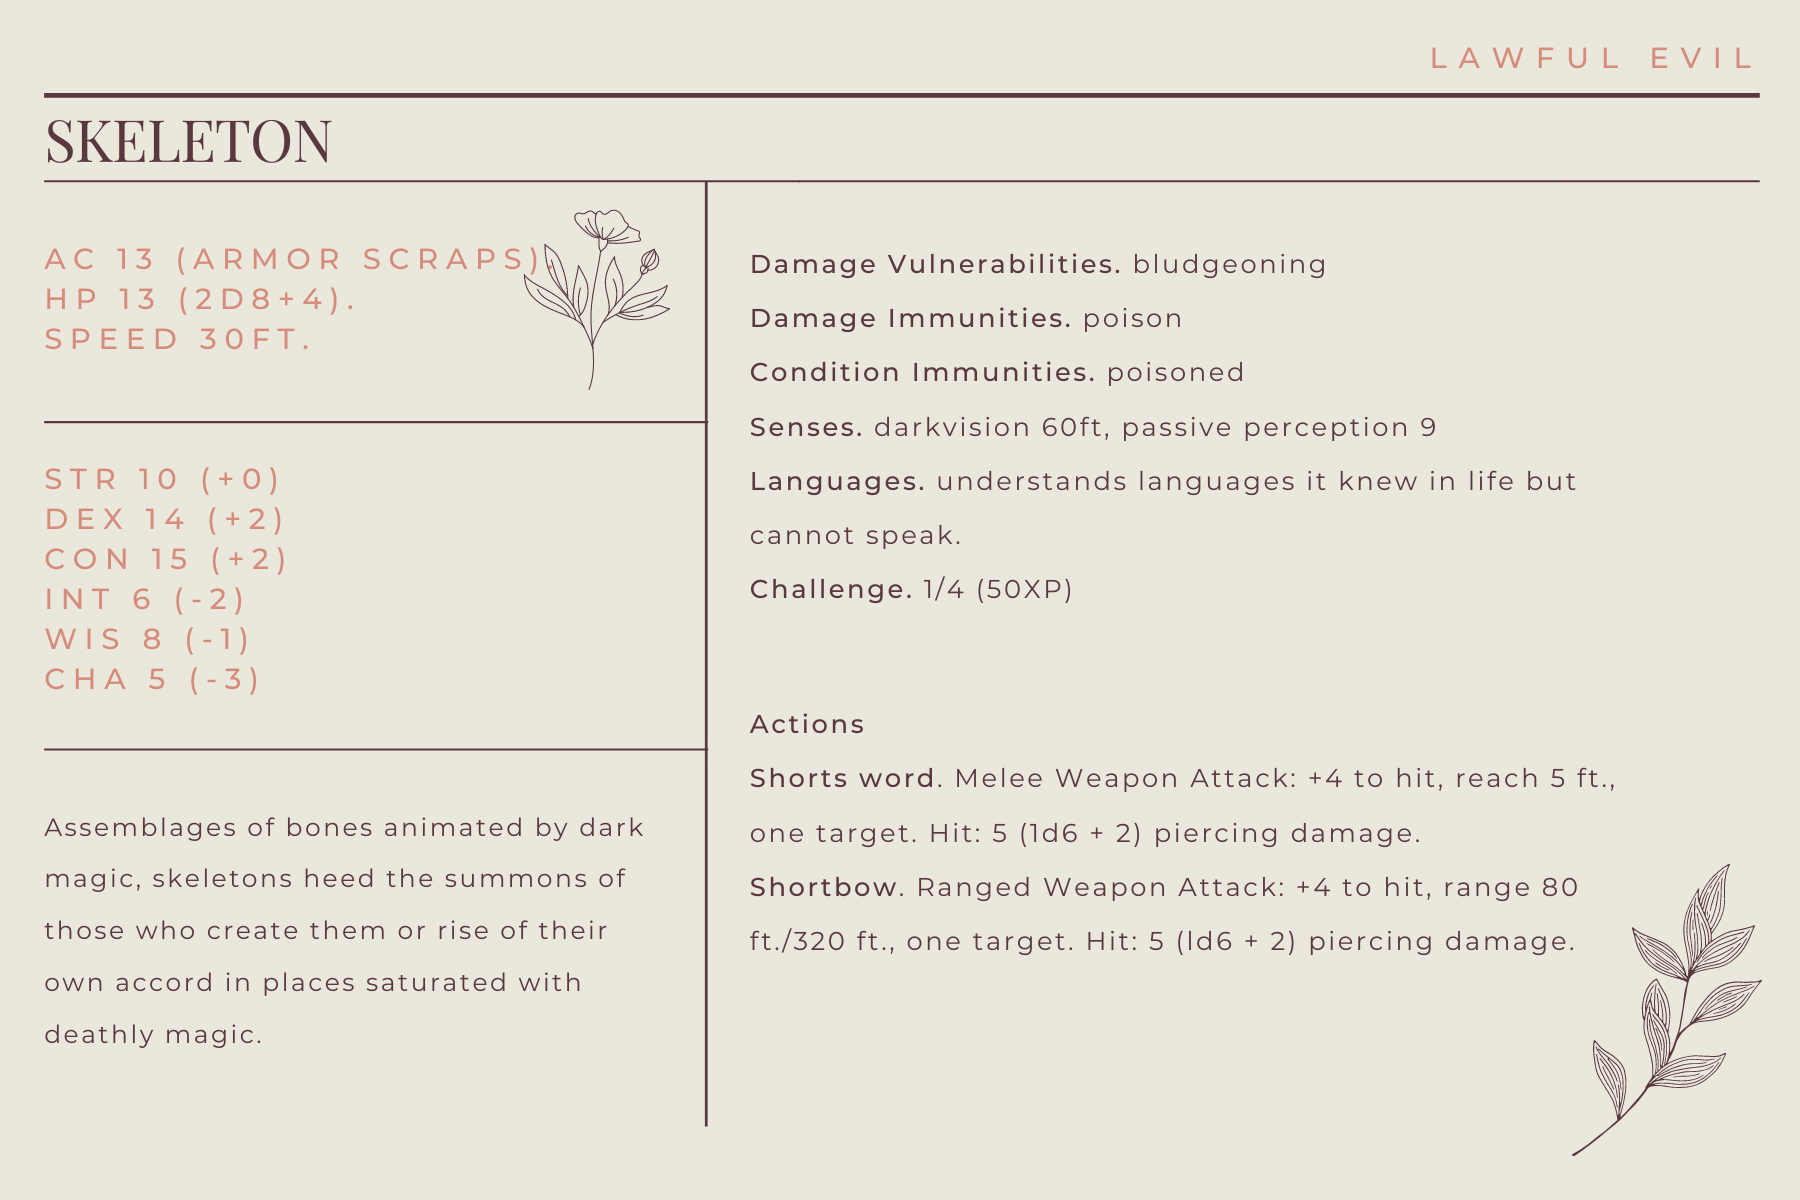 LAWFUL EVIL
SKELETON
AC 13 (ARMOR SCRAPS).
HP 13 (2D8+4).
SPEED 30FT.
STR 10 (+0)
DEX 14 (+2)
CON 15 (+2)
INT 6 (-2)
WIS 8 (-1)
CHA 5 (-3)
Assemblages of bones animated by dark
magic, skeletons heed the summons of
those who create them or rise of their
own accord in places saturated with
deathly magic.
Damage Vulnerabilities. bludgeoning
Damage Immunities. poison
Condition Immunities. poisoned
Senses. darkvision 60ft, passive perception 9
Languages. understands languages it knew in life but
cannot speak.
Challenge. 1/4 (50XP)
Actions
Shorts word. Melee Weapon Attack: +4 to hit, reach 5 ft.,
one target. Hit: 5 (1d6 + 2) piercing damage.
Shortbow. Ranged Weapon Attack: +4 to hit, range 80
ft./320 ft., one target. Hit: 5 (ld6 + 2) piercing damage.